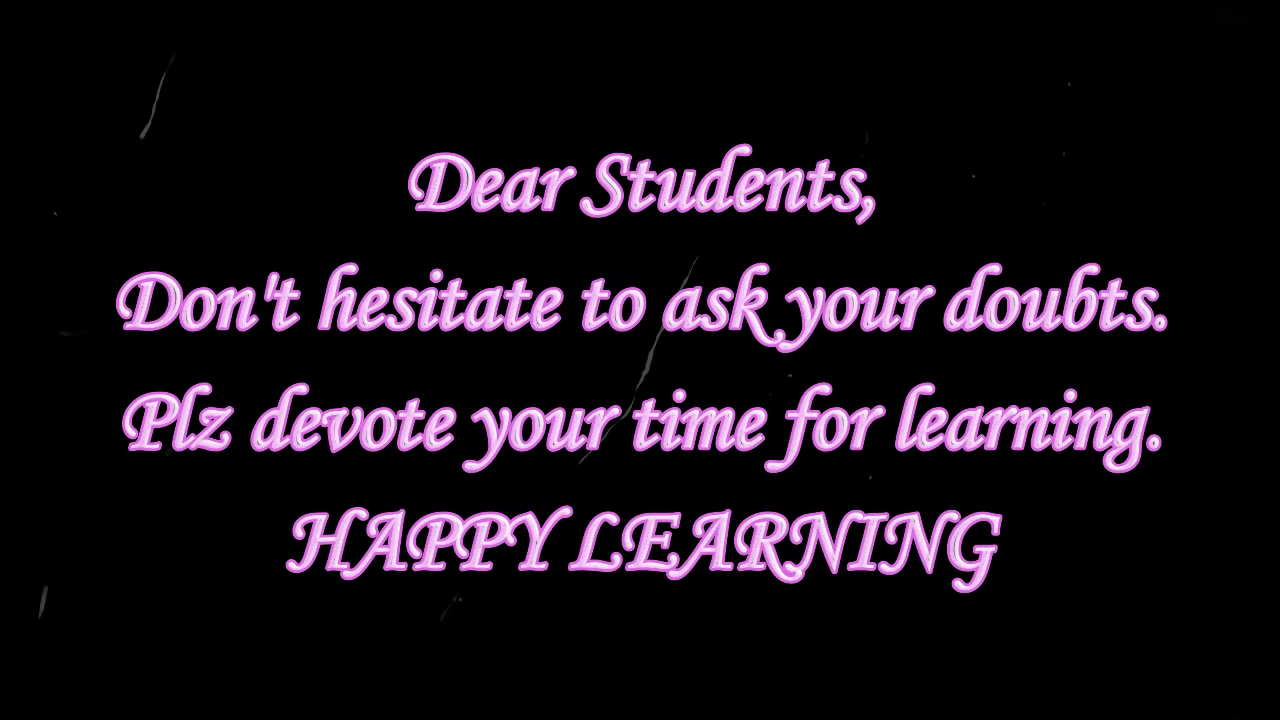 Dear Students,
Don't hesitate to ask your doubts.
Plz devote your time for learning.
HAPPY LEARNING